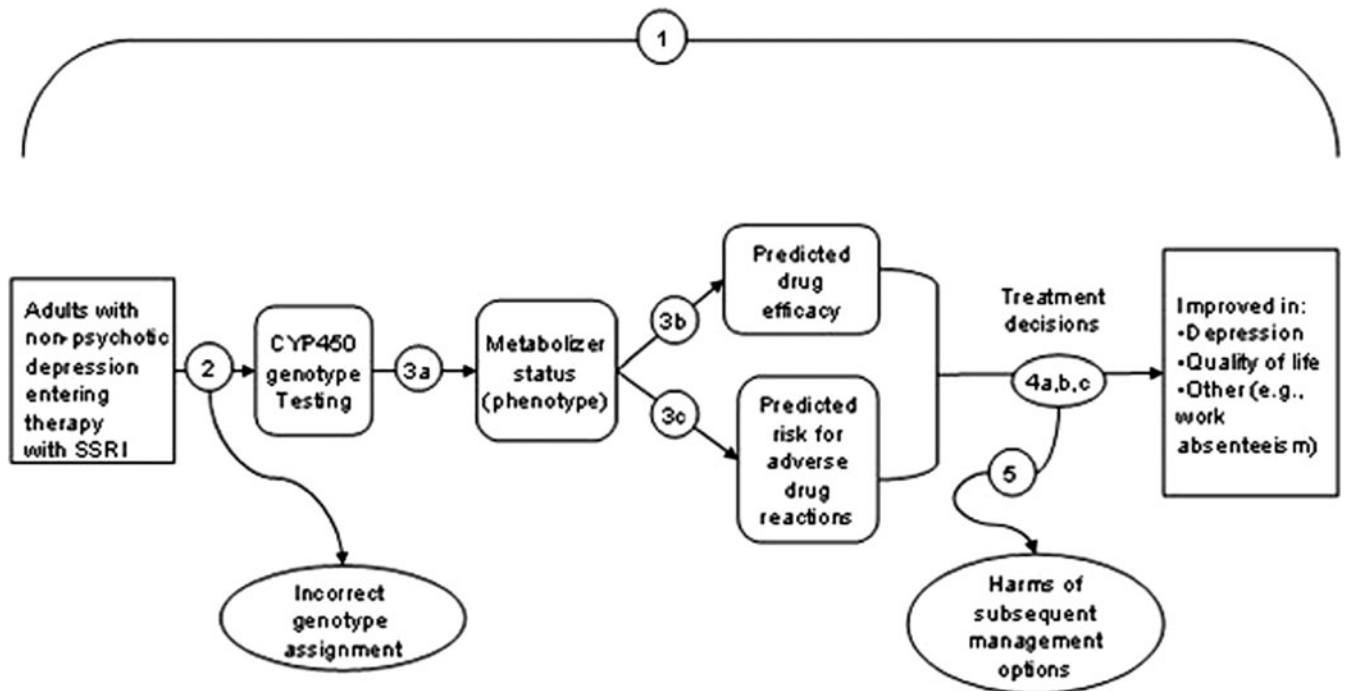 1
Adults with
non-psychotic
depression
entering
therapy
with SSRI
2
CYP450
genotype
Testing
3a
Metabolizer
status
(phenotype)
3b
3c
Predicted
drug
efficacy
Predicted
risk for
adverse
drug
reactions
Treatment
decisions
4a,b,c
5
Improved in:
•Depression
•Quality of life
•Other (e.g.,
work
absenteeism)
Incorrect
genotype
assignment
Harms of
subsequent
management
options